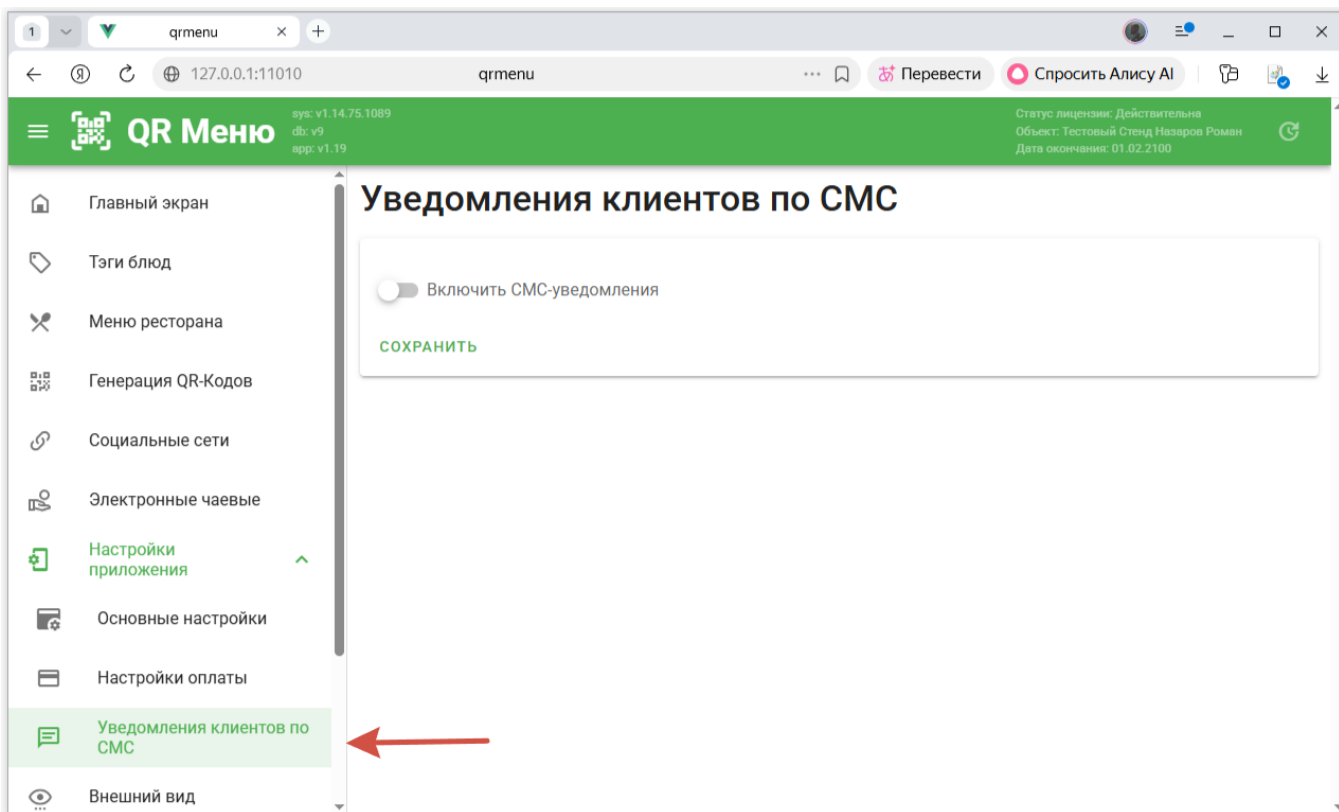 1
qrmenu
127.0.0.1:11010
qrmenu
Перевести
Спросить Алису AI
QR Меню
sys: v1.14.75.1089
db: v9
app: v1.19
Статус лицензии: Действительна
Объект: Тестовый Стенд Назаров Роман
Дата окончания: 01.02.2100
Главный экран
Тэги блюд
Меню ресторана
Генерация QR-Кодов
Социальные сети
Электронные чаевые
Настройки
приложения
Основные настройки
Настройки оплаты
Уведомления клиентов по
СМС
Внешний вид
Уведомления клиентов по СМС
Включить СМС-уведомления
СОХРАНИТЬ